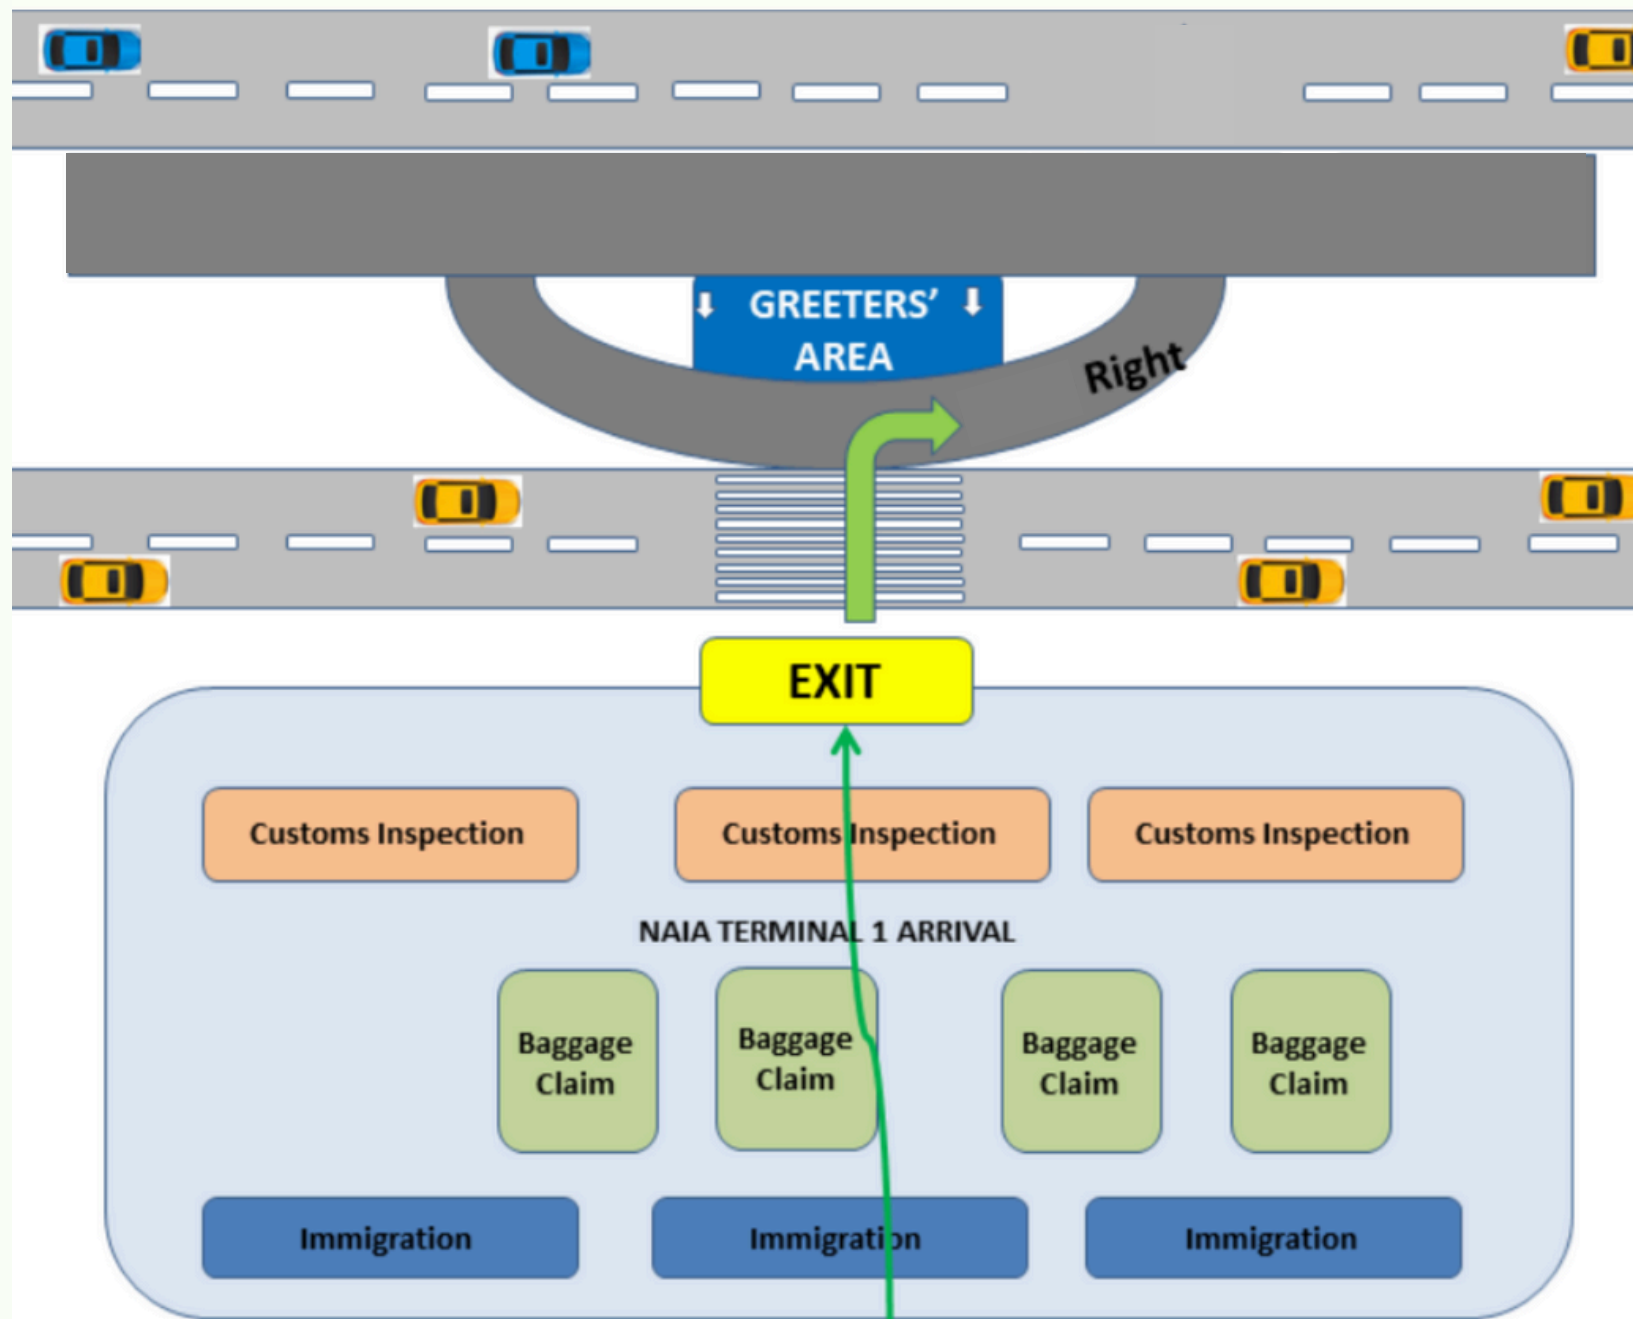 GREETERS’
AREA
Right
EXIT
Customs Inspection
Customs Inspection
Customs Inspection
NAIA TERMINAL 1 ARRIVAL
Baggage
Claim
Baggage
Claim
Baggage
Claim
Baggage
Claim
Immigration
Immigration
Immigration